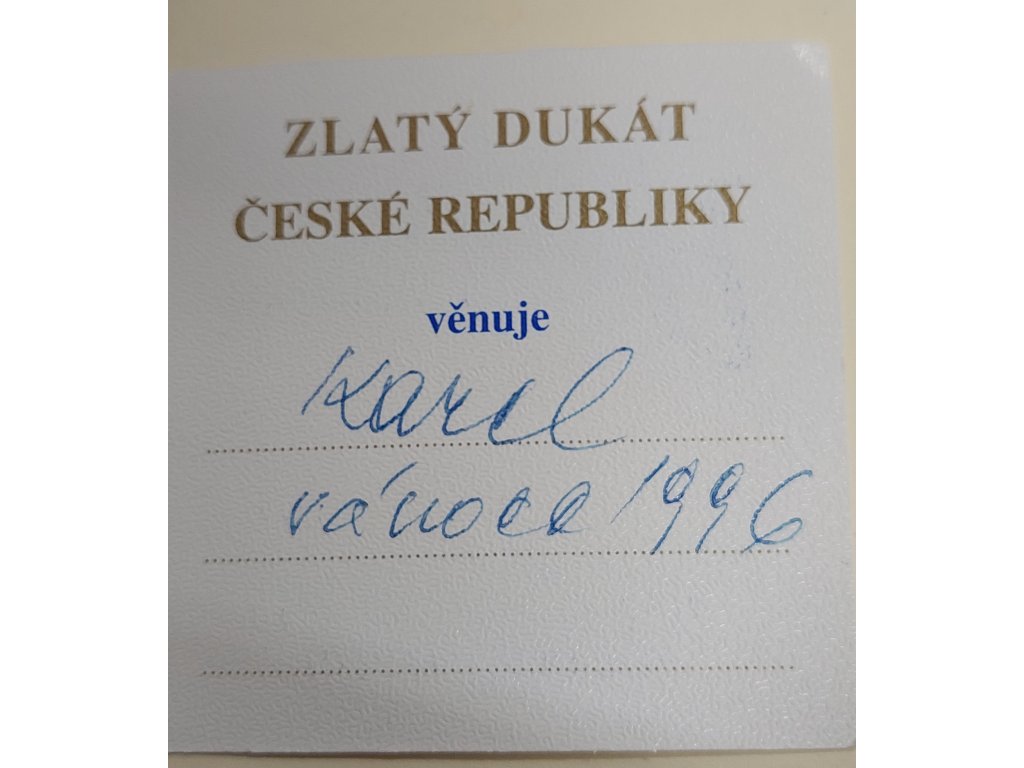 ZLATÝ DUKÁT
ČESKÉ REPUBLIKY
věnuje
Karel
vánoce 1996